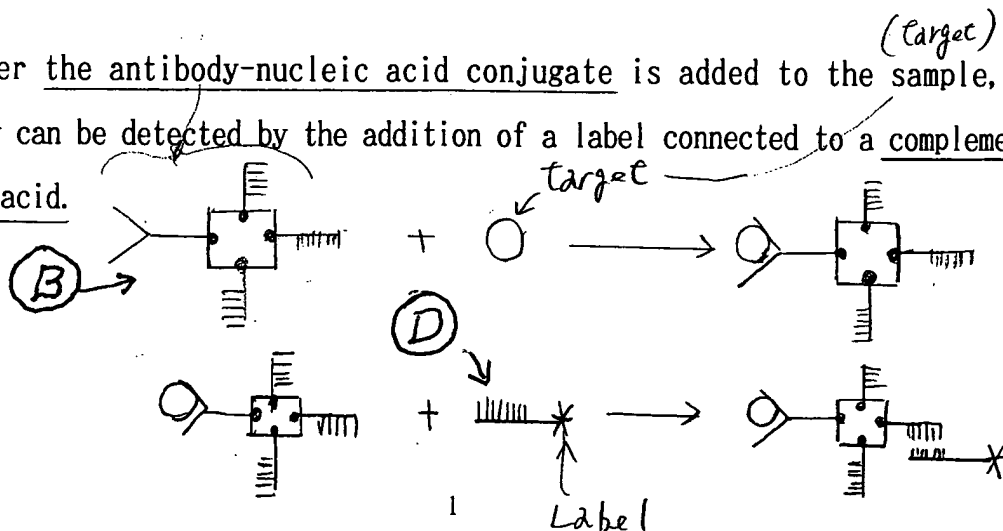 (target)
er the antibody-nucleic acid conjugate is added to the sample,
can be detected by the addition of a label connected to a compleme
acid.
target
B
D
1
Label